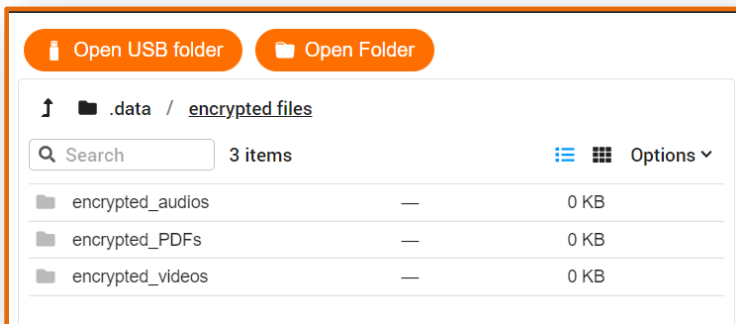 Open USB folder Open Folder
.data / encrypted files
Search 3 items Options
encrypted_audios — 0 KB
encrypted_PDFs — 0 KB
encrypted_videos — 0 KB